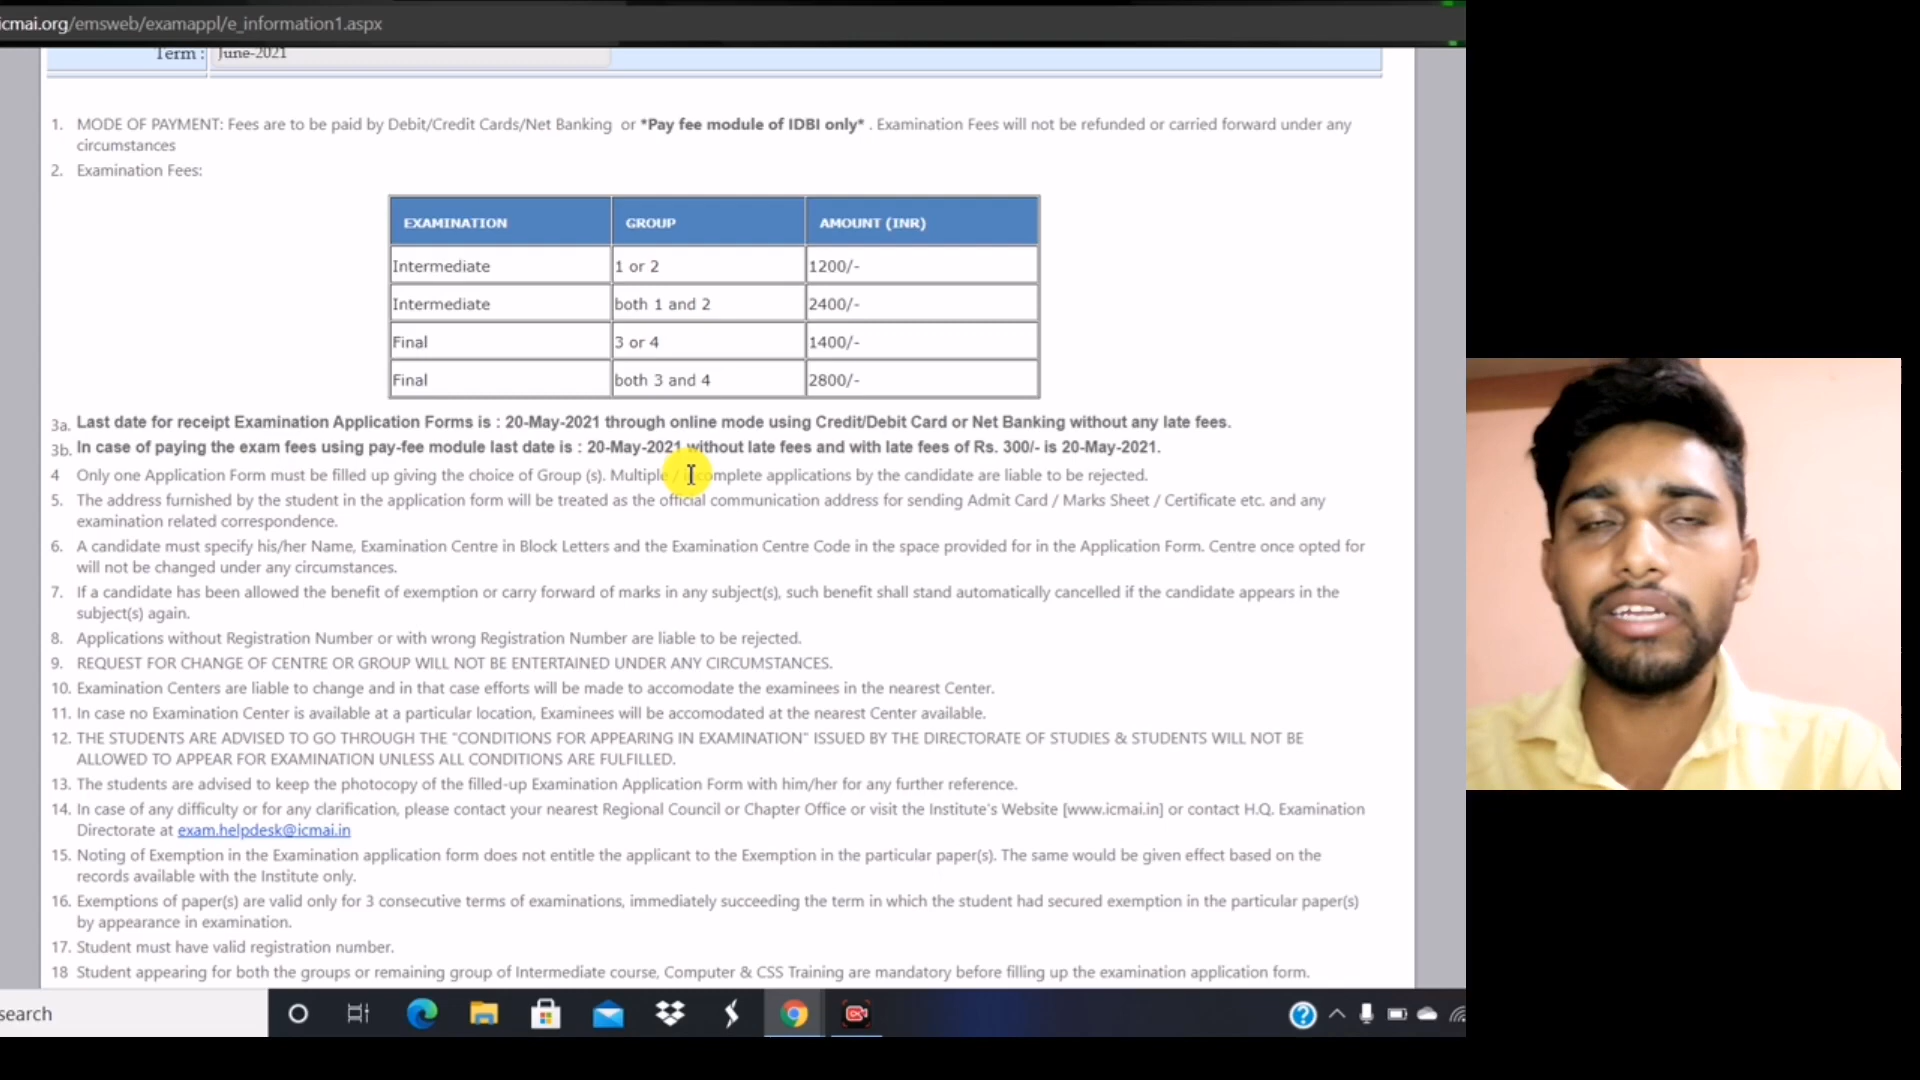 icmai.org/emsweb/examappl/e_information1.aspx
Term : June-2021
1. MODE OF PAYMENT: Fees are to be paid by Debit/Credit Cards/Net Banking or *Pay fee module of IDBI only* . Examination Fees will not be refunded or carried forward under any
circumstances
2. Examination Fees:
EXAMINATION GROUP AMOUNT (INR)
Intermediate 1 or 2 1200/-
Intermediate both 1 and 2 2400/-
Final 3 or 4 1400/-
Final both 3 and 4 2800/-
3a. Last date for receipt Examination Application Forms is : 20-May-2021 through online mode using Credit/Debit Card or Net Banking without any late fees.
3b. In case of paying the exam fees using pay-fee module last date is : 20-May-2021 without late fees and with late fees of Rs. 300/- is 20-May-2021.
4 Only one Application Form must be filled up giving the choice of Group (s). Multiple / incomplete applications by the candidate are liable to be rejected.
5. The address furnished by the student in the application form will be treated as the official communication address for sending Admit Card / Marks Sheet / Certificate etc. and any
examination related correspondence.
6. A candidate must specify his/her Name, Examination Centre in Block Letters and the Examination Centre Code in the space provided for in the Application Form. Centre once opted for
will not be changed under any circumstances.
7. If a candidate has been allowed the benefit of exemption or carry forward of marks in any subject(s), such benefit shall stand automatically cancelled if the candidate appears in the
subject(s) again.
8. Applications without Registration Number or with wrong Registration Number are liable to be rejected.
9. REQUEST FOR CHANGE OF CENTRE OR GROUP WILL NOT BE ENTERTAINED UNDER ANY CIRCUMSTANCES.
10. Examination Centers are liable to change and in that case efforts will be made to accomodate the examinees in the nearest Center.
11. In case no Examination Center is available at a particular location, Examinees will be accomodated at the nearest Center available.
12. THE STUDENTS ARE ADVISED TO GO THROUGH THE "CONDITIONS FOR APPEARING IN EXAMINATION" ISSUED BY THE DIRECTORATE OF STUDIES & STUDENTS WILL NOT BE
ALLOWED TO APPEAR FOR EXAMINATION UNLESS ALL CONDITIONS ARE FULFILLED.
13. The students are advised to keep the photocopy of the filled-up Examination Application Form with him/her for any further reference.
14. In case of any difficulty or for any clarification, please contact your nearest Regional Council or Chapter Office or visit the Institute's Website [www.icmai.in] or contact H.Q. Examination
Directorate at exam.helpdesk@icmai.in
15. Noting of Exemption in the Examination application form does not entitle the applicant to the Exemption in the particular paper(s). The same would be given effect based on the
records available with the Institute only.
16. Exemptions of paper(s) are valid only for 3 consecutive terms of examinations, immediately succeeding the term in which the student had secured exemption in the particular paper(s)
by appearance in examination.
17. Student must have valid registration number.
18 Student appearing for both the groups or remaining group of Intermediate course, Computer & CSS Training are mandatory before filling up the examination application form.
search